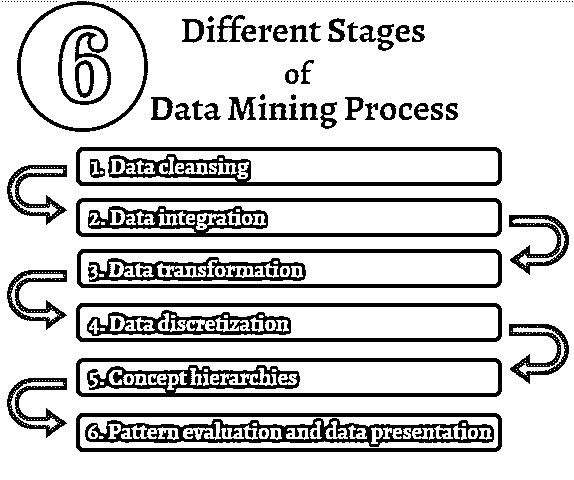 6
Different Stages
of
Data Mining Process
1. Data cleansing
2. Data integration
3. Data transformation
4. Data discretization
5. Concept hierarchies
6. Pattern evaluation and data presentation